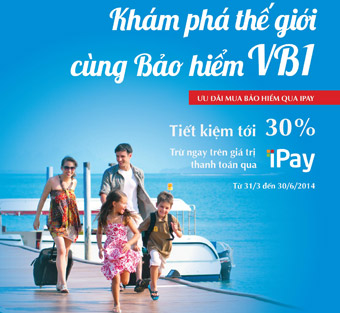 Khám phá thế giới
cùng Bảo hiểm VBI
ƯU ĐÃI MUA BẢO HIỂM QUA IPAY
Tiết kiệm tới 30%
Trừ ngay trên giá trị
thanh toán qua iPay
Từ 31/3 đến 30/6/2014